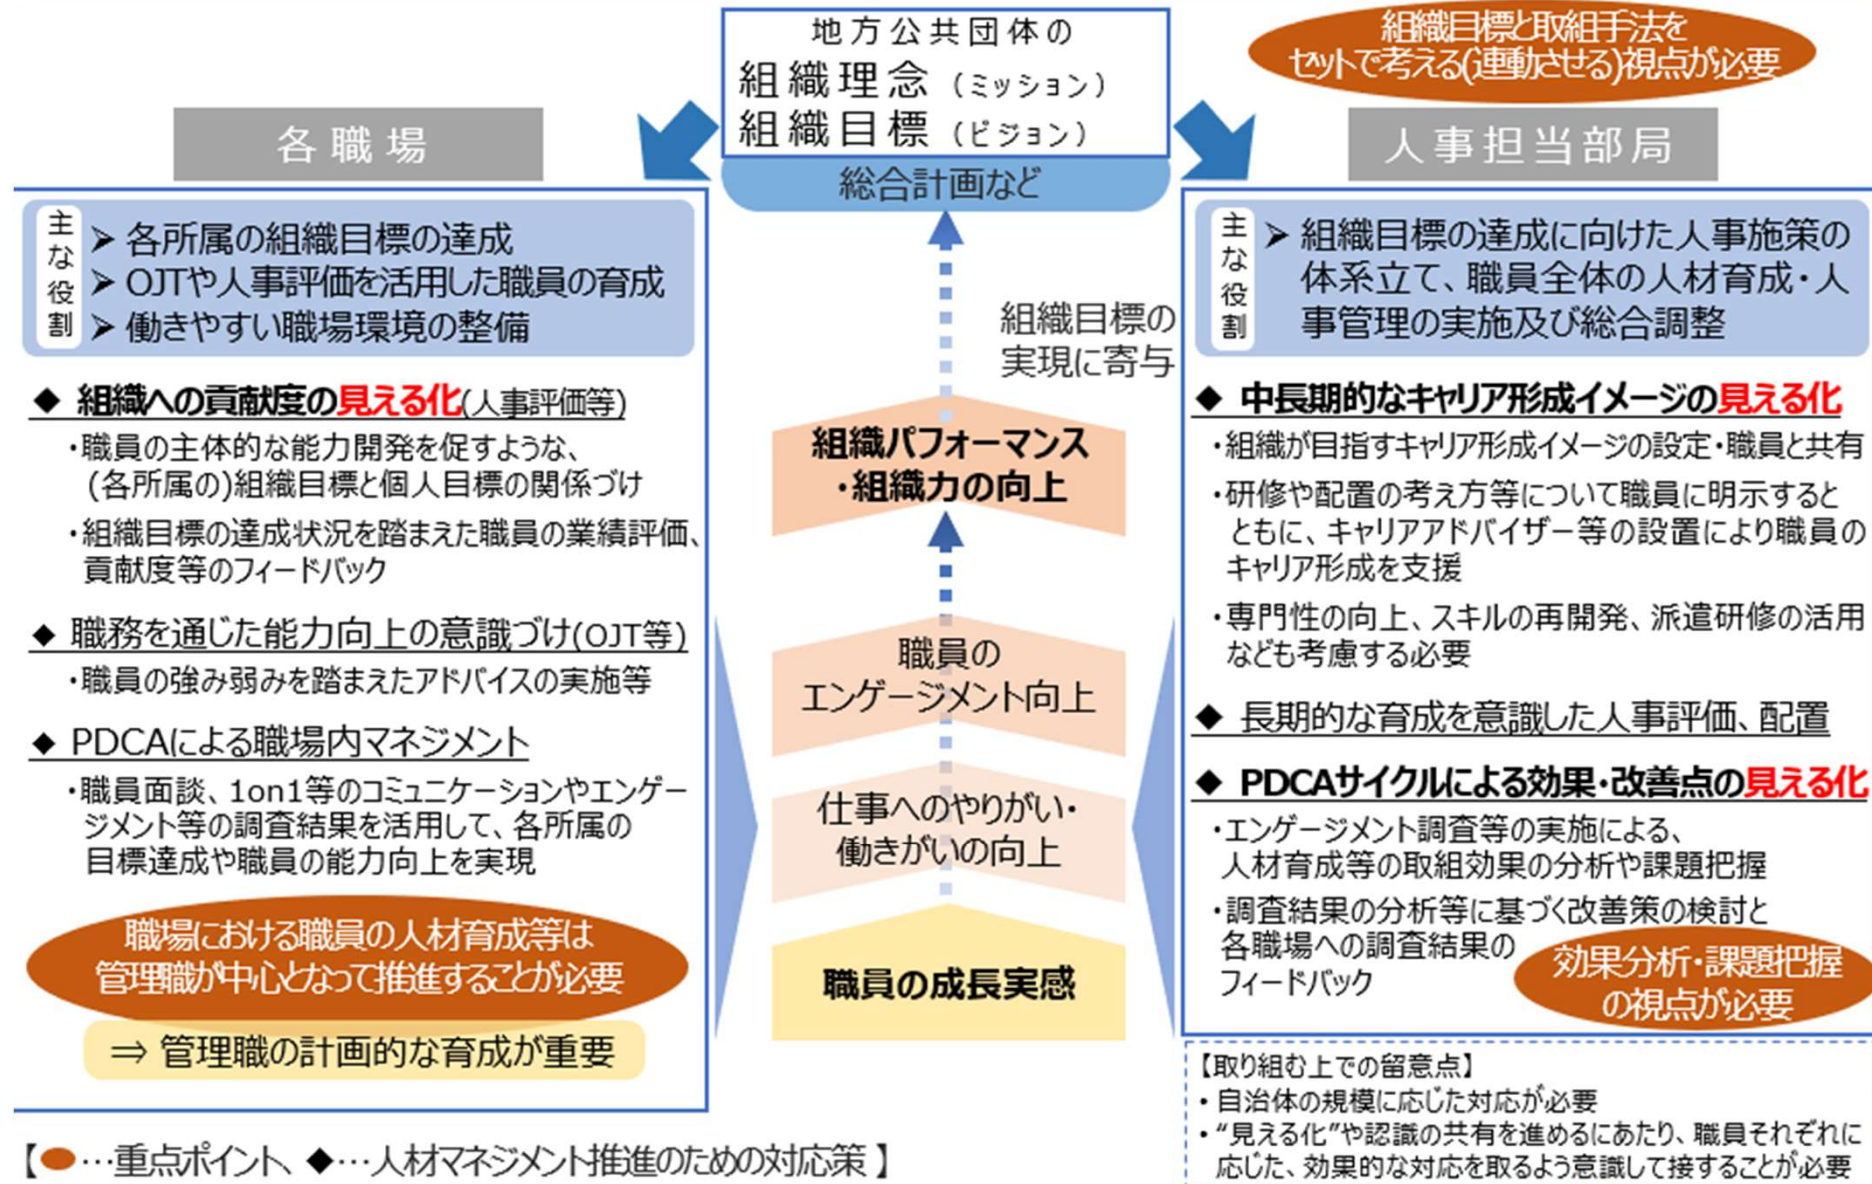 地方公共団体の
組織理念（ミッション）
組織目標（ビジョン）
総合計画など
組織目標と取組手法を
セットで考える(連動させる)視点が必要
各職場
主な役割
➢ 各所属の組織目標の達成
➢ OJTや人事評価を活用した職員の育成
➢ 働きやすい職場環境の整備
◆ 組織への貢献度の見える化(人事評価等)
・職員の主体的な能力開発を促すような、
(各所属の)組織目標と個人目標の関係づけ
・組織目標の達成状況を踏まえた職員の業績評価、
貢献度等のフィードバック
◆ 職務を通じた能力向上の意識づけ(OJT等)
・職員の強み弱みを踏まえたアドバイスの実施等
◆ PDCAによる職場内マネジメント
・職員面談、1on1等のコミュニケーションやエンゲー
ジメント等の調査結果を活用して、各所属の
目標達成や職員の能力向上を実現
職場における職員の人材育成等は
管理職が中心となって推進することが必要
⇒ 管理職の計画的な育成が重要
組織目標の
実現に寄与
組織パフォーマンス
・組織力の向上
職員の
エンゲージメント向上
仕事へのやりがい・
働きがいの向上
職員の成長実感
人事担当部局
主な役割
➢ 組織目標の達成に向けた人事施策の
体系立て、職員全体の人材育成・人
事管理の実施及び総合調整
◆ 中長期的なキャリア形成イメージの見える化
・組織が目指すキャリア形成イメージの設定・職員と共有
・研修や配置の考え方等について職員に明示すると
ともに、キャリアアドバイザー等の設置により職員の
キャリア形成を支援
・専門性の向上、スキルの再開発、派遣研修の活用
なども考慮する必要
◆ 長期的な育成を意識した人事評価、配置
◆ PDCAサイクルによる効果・改善点の見える化
・エンゲージメント調査等の実施による、
人材育成等の取組効果の分析や課題把握
・調査結果の分析等に基づく改善策の検討と
各職場への調査結果の
フィードバック
効果分析・課題把握
の視点が必要
【取り組む上での留意点】
・自治体の規模に応じた対応が必要
・“見える化”や認識の共有を進めるにあたり、職員それぞれに
応じた、効果的な対応を取るよう意識して接することが必要
【●…重点ポイント、◆…人材マネジメント推進のための対応策】